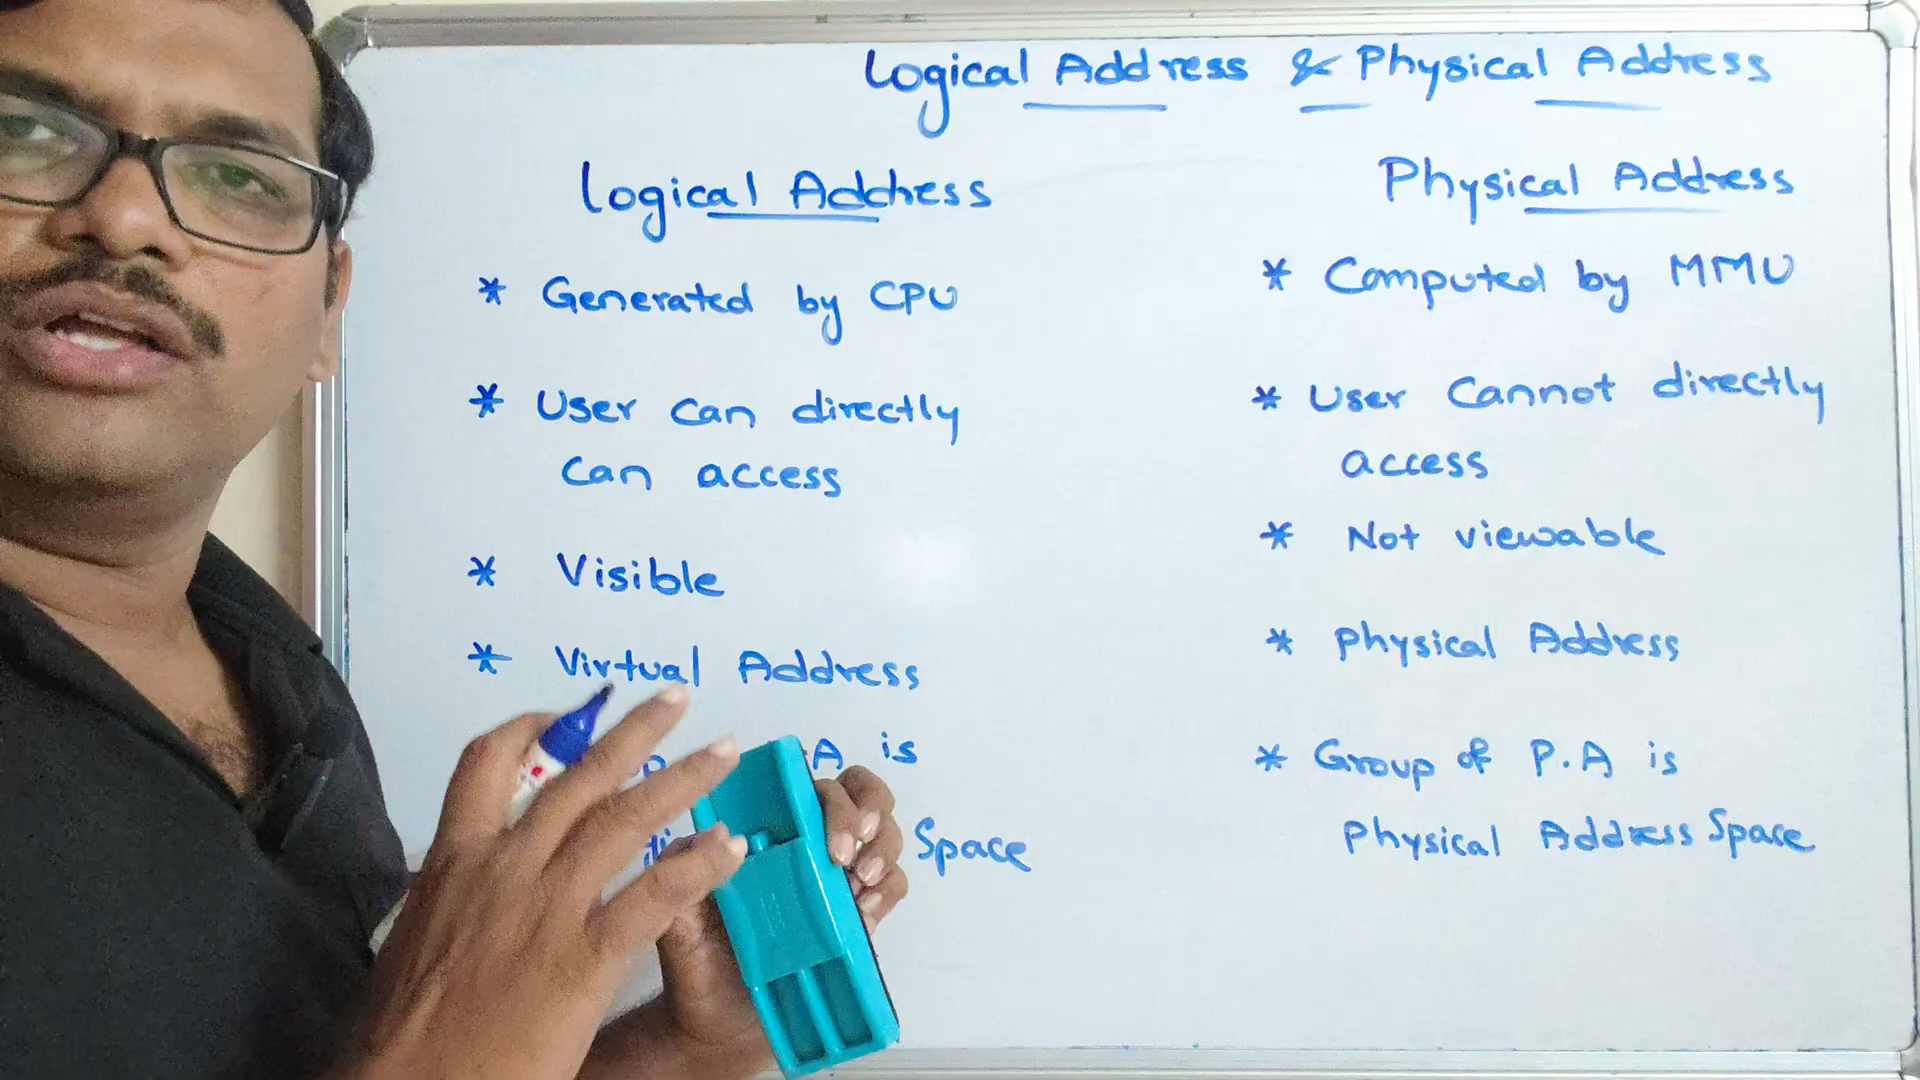 Logical Address & Physical Address
Logical Address
* Generated by CPU
* User can directly
can access
* Visible
* Virtual Address
A is
Space
Physical Address
* Computed by MMU
* User Cannot directly
access
* Not viewable
* Physical Address
* Group of P.A is
Physical Address Space